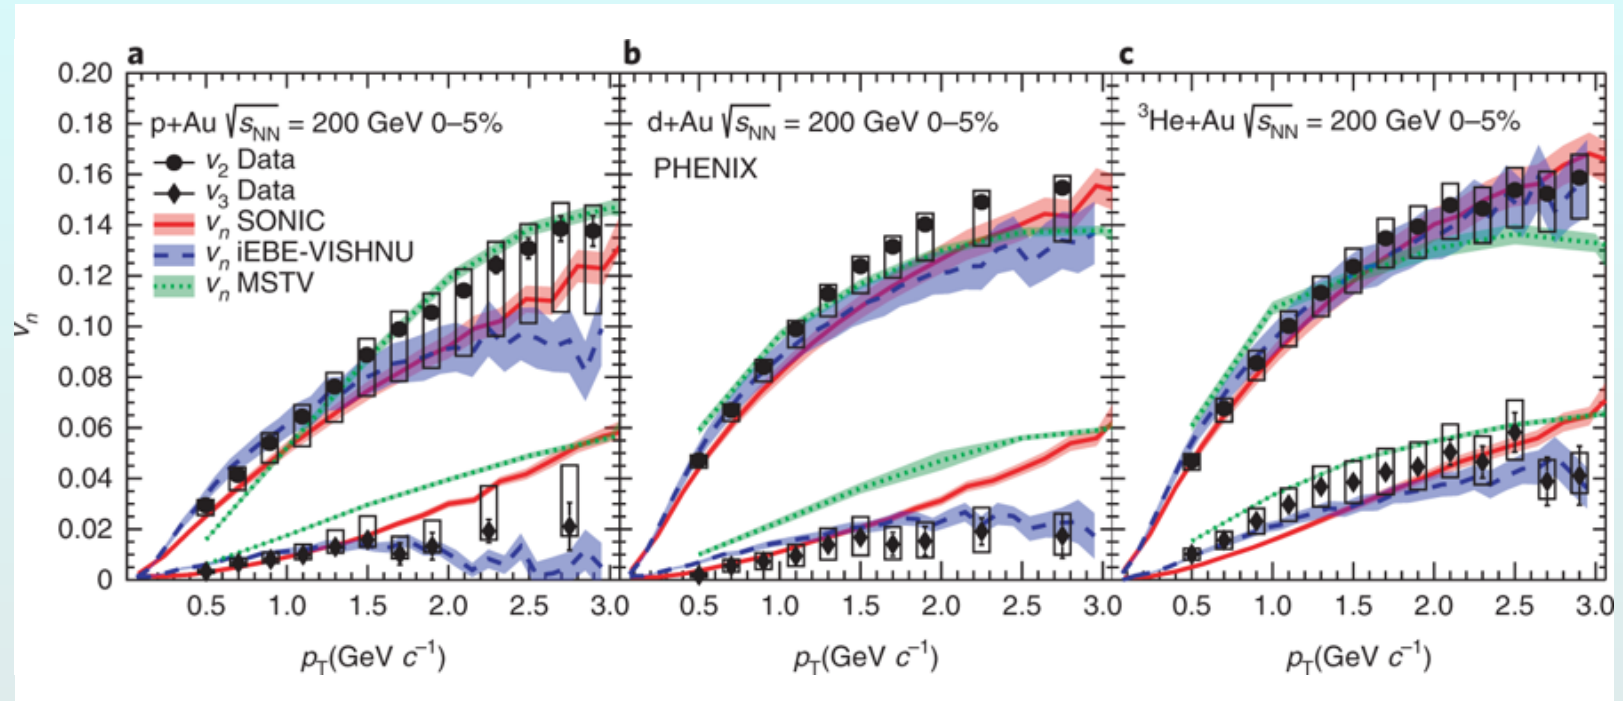 a
b
c
p+Au √sNN = 200 GeV 0–5%
v2 Data
v3 Data
vn SONIC
vn iEBE-VISHNU
vn MSTV
d+Au √sNN = 200 GeV 0–5%
PHENIX
³He+Au √sNN = 200 GeV 0–5%
vn
0.20
0.18
0.16
0.14
0.12
0.10
0.08
0.06
0.04
0.02
0
0.5 1.0 1.5 2.0 2.5 3.0
0.5 1.0 1.5 2.0 2.5 3.0
0.5 1.0 1.5 2.0 2.5 3.0
pT(GeV c⁻¹)
pT(GeV c⁻¹)
pT(GeV c⁻¹)